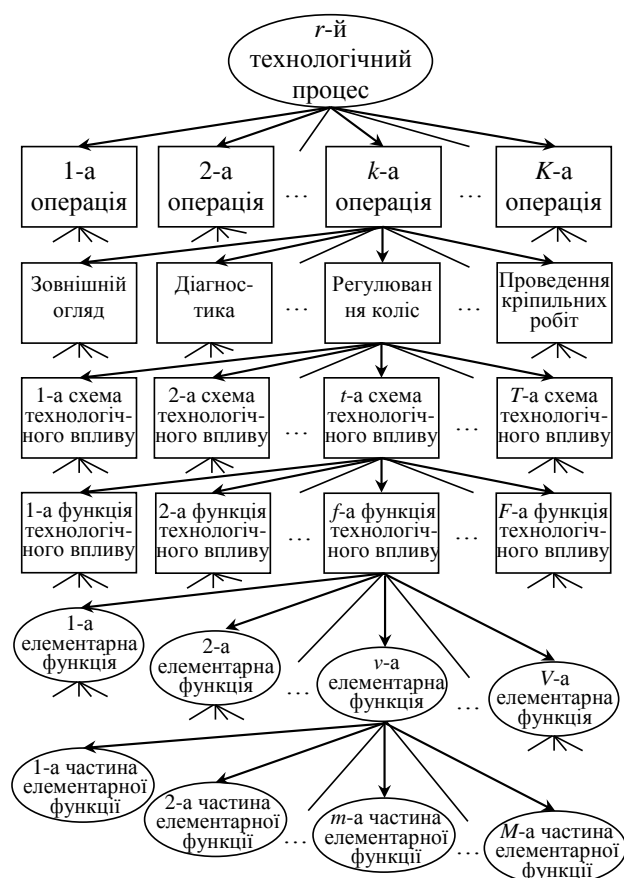 r-й
технологічний
процес
1-а
операція
2-а
операція
…
k-а
операція
…
K-а
операція
Зовнішній
огляд
Діагнос-
тика
…
Регулюван
ня коліс
…
Проведення
кріпильних
робіт
1-а схема
технологіч-
ного впливу
2-а схема
технологіч-
ного впливу
…
t-а схема
технологіч-
ного впливу
…
T-а схема
технологіч-
ного впливу
1-а функція
технологіч-
ного впливу
2-а функція
технологіч-
ного впливу
…
f-а функція
технологіч-
ного впливу
…
F-а функція
технологіч-
ного впливу
1-а
елементарна
функція
2-а
елементарна
функція
…
v-а
елементарна
функція
…
V-а
елементарна
функція
1-а частина
елементарної
функції
2-а частина
елементарної
функції
…
m-а частина
елементарної
функції
…
M-а частина
елементарної
функції